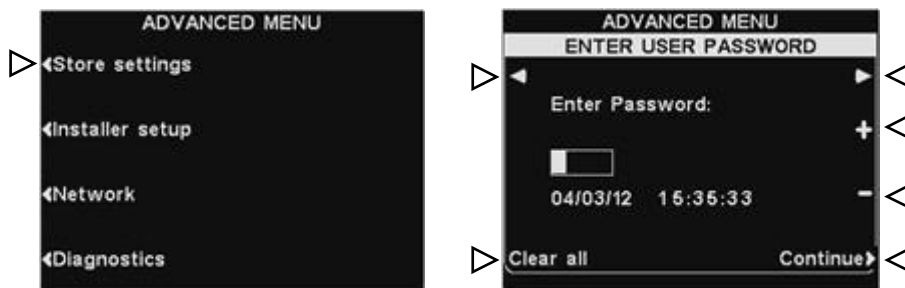 ADVANCED MENU
Store settings
Installer setup
Network
Diagnostics
ADVANCED MENU
ENTER USER PASSWORD
Enter Password:
+
04/03/12 15:35:33 -
Clear all Continue